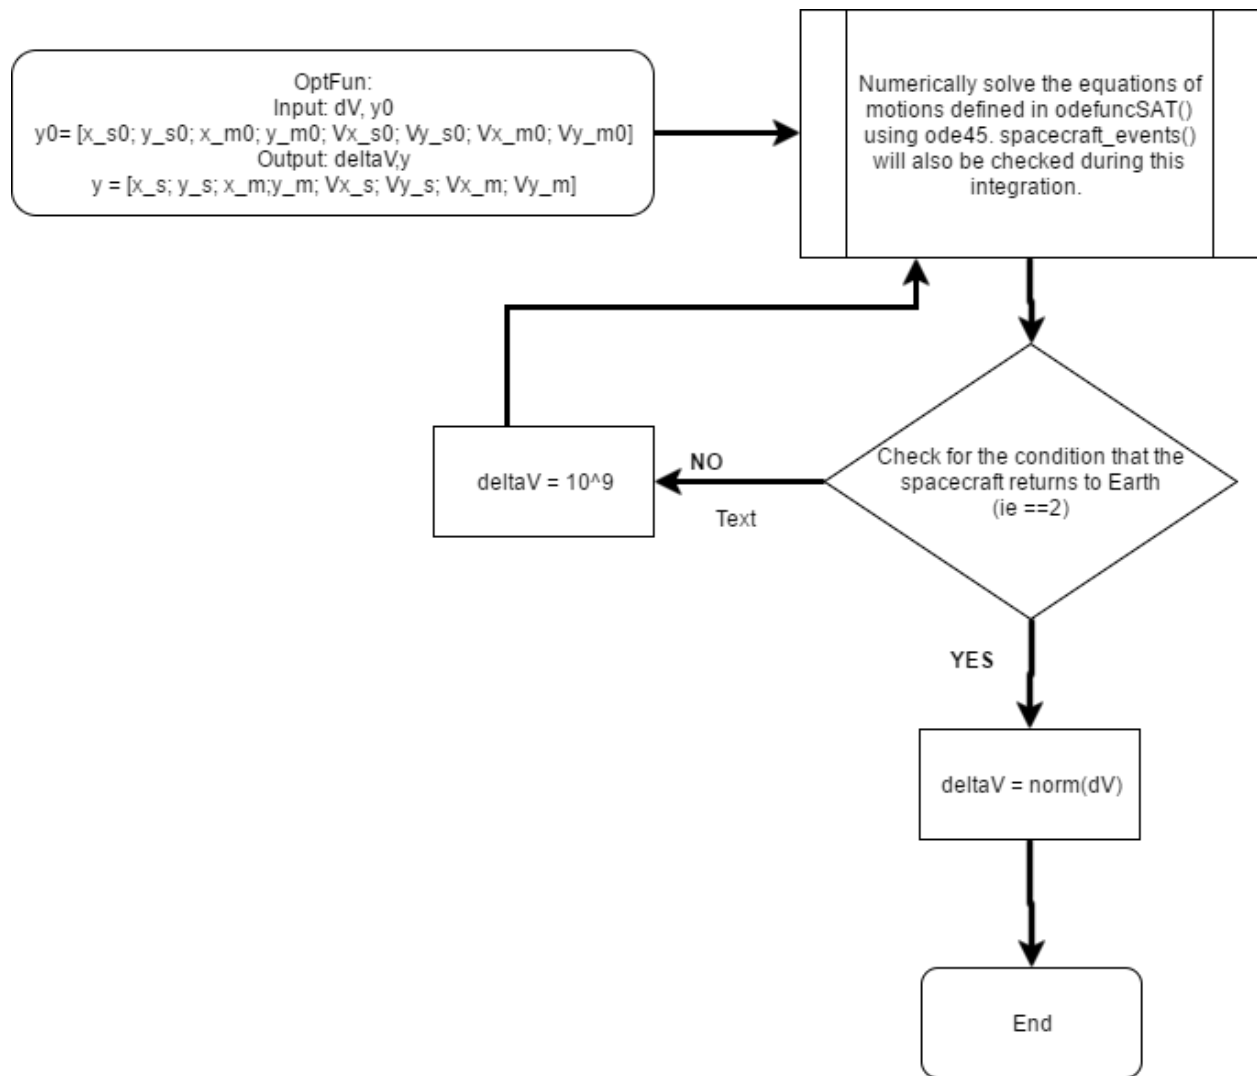 OptFun:
Input: dV, y0
y0= [x_s0; y_s0; x_m0; y_m0; Vx_s0; Vy_s0; Vx_m0; Vy_m0]
Output: deltaV,y
y = [x_s; y_s; x_m;y_m; Vx_s; Vy_s; Vx_m; Vy_m]
Numerically solve the equations of
motions defined in odefuncSAT()
using ode45. spacecraft_events()
will also be checked during this
integration.
Check for the condition that the
spacecraft returns to Earth
(ie ==2)
NO
Text
deltaV = 10^9
YES
deltaV = norm(dV)
End